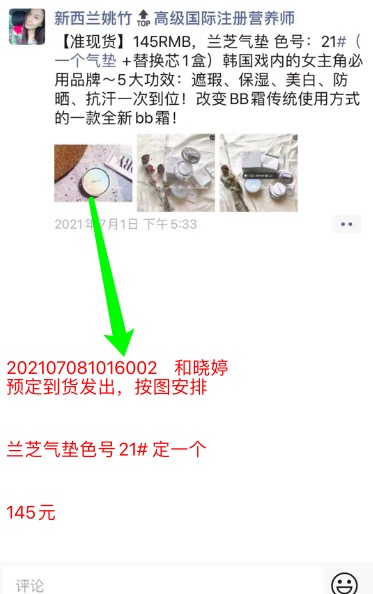 新西兰姚竹🔝高级国际注册营养师
【准现货】145RMB，兰芝气垫 色号：21#（
一个气垫 +替换芯1盒）韩国戏内的女主角必
用品牌～5大功效：遮瑕、保湿、美白、防
晒、抗汗一次到位！改变BB霜传统使用方式
的一款全新bb霜！
2021年7月1日 下午5:33
202107081016002 和晓婷
预定到货发出，按图安排
兰芝气垫色号21# 定一个
145元
评论